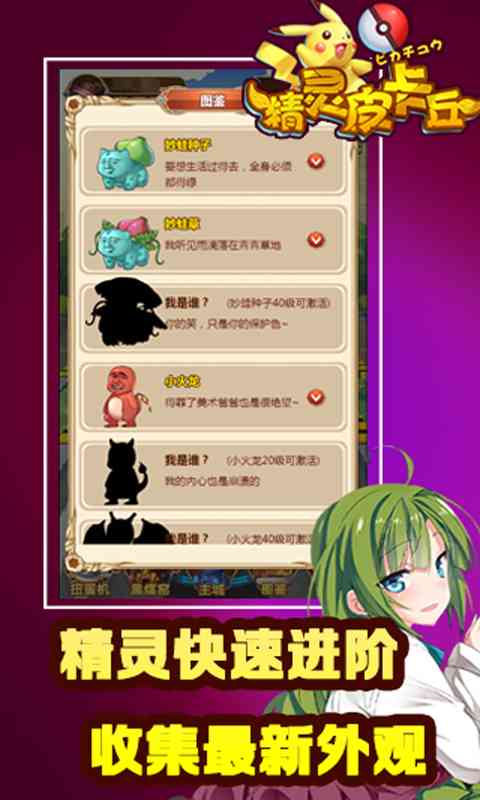 ピカチュウ
精灵皮卡丘
图鉴
妙蛙种子
要想生活过得去，全身必须
都得绿
妙蛙草
我听见雨滴落在青青草地
我是谁？ (妙蛙种子40级可激活)
你的笑，只是你的保护色~
小火龙
得罪了美术爸爸也是很绝望~
我是谁？ (小火龙20级可激活)
我的内心也是崩溃的
我是谁？ (小火龙40级可激活)
扭蛋机 主城 图鉴
精灵快速进阶
收集最新外观